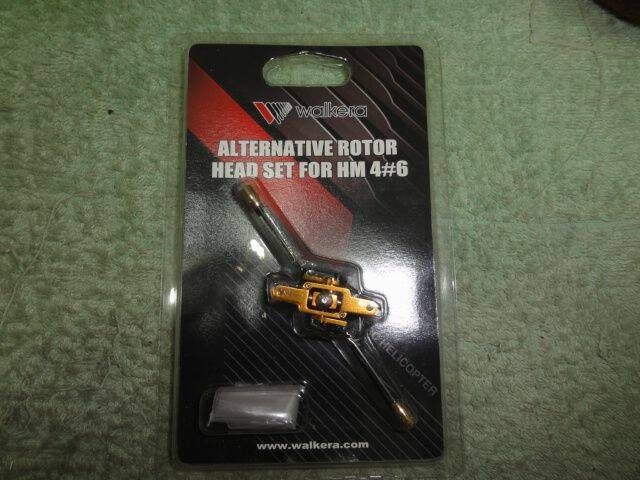 walkera
ALTERNATIVE ROTOR
HEAD SET FOR HM 4#6
HELICOPTER
www.walkera.com